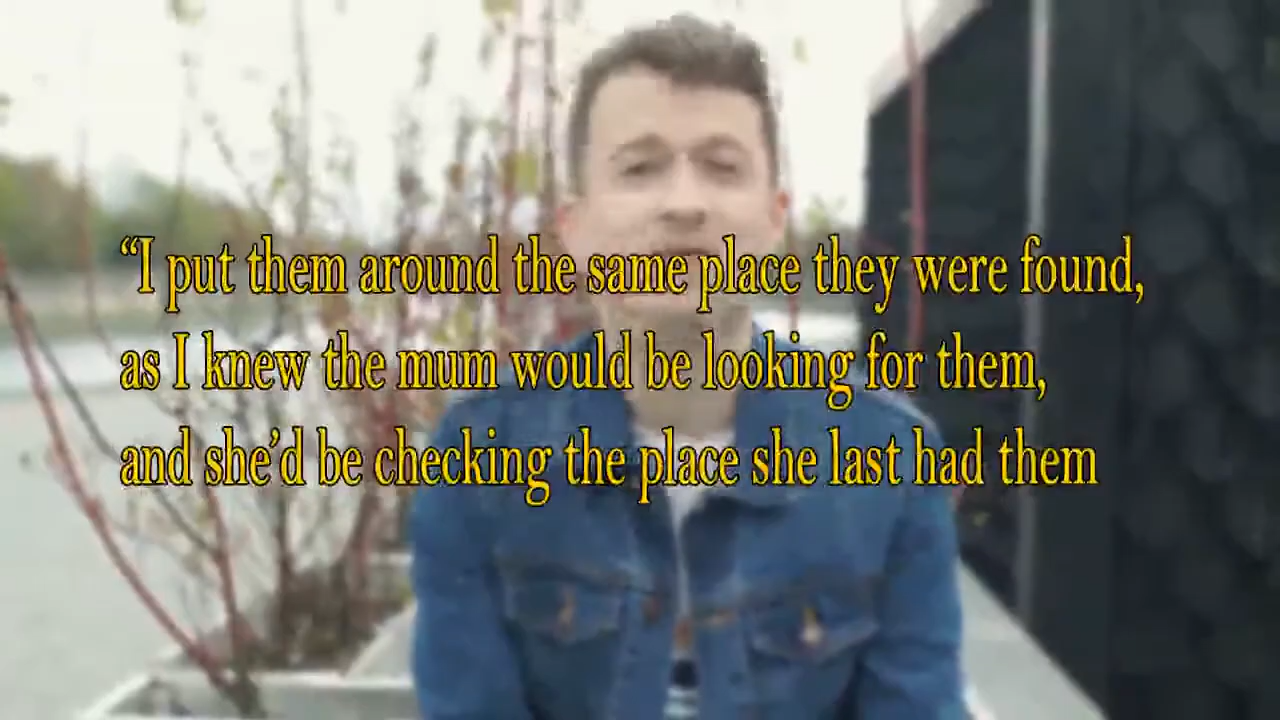 “I put them around the same place they were found,
as I knew the mum would be looking for them,
and she’d be checking the place she last had them